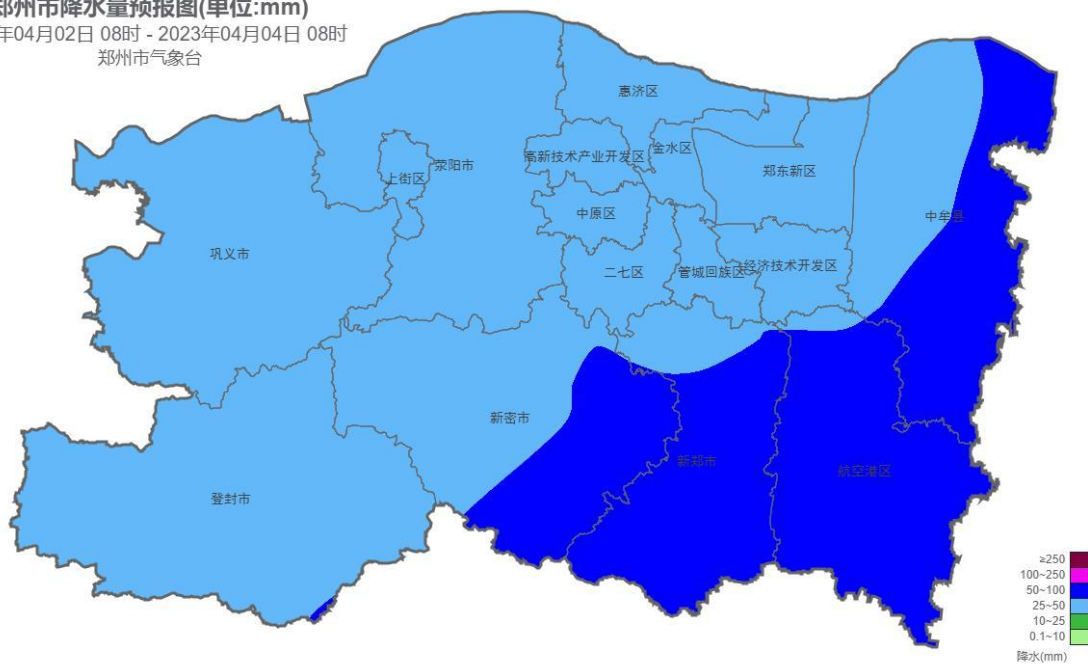 郑州市降水量预报图(单位:mm)
年04月02日 08时 - 2023年04月04日 08时
郑州市气象台
惠济区
金水区
高新技术产业开发区
郑东新区
荥阳市
上街区
中原区
中牟县
巩义市
二七区
管城回族区
经济技术开发区
新密市
新郑市
航空港区
登封市
≥250
100~250
50~100
25~50
10~25
0.1~10
降水(mm)